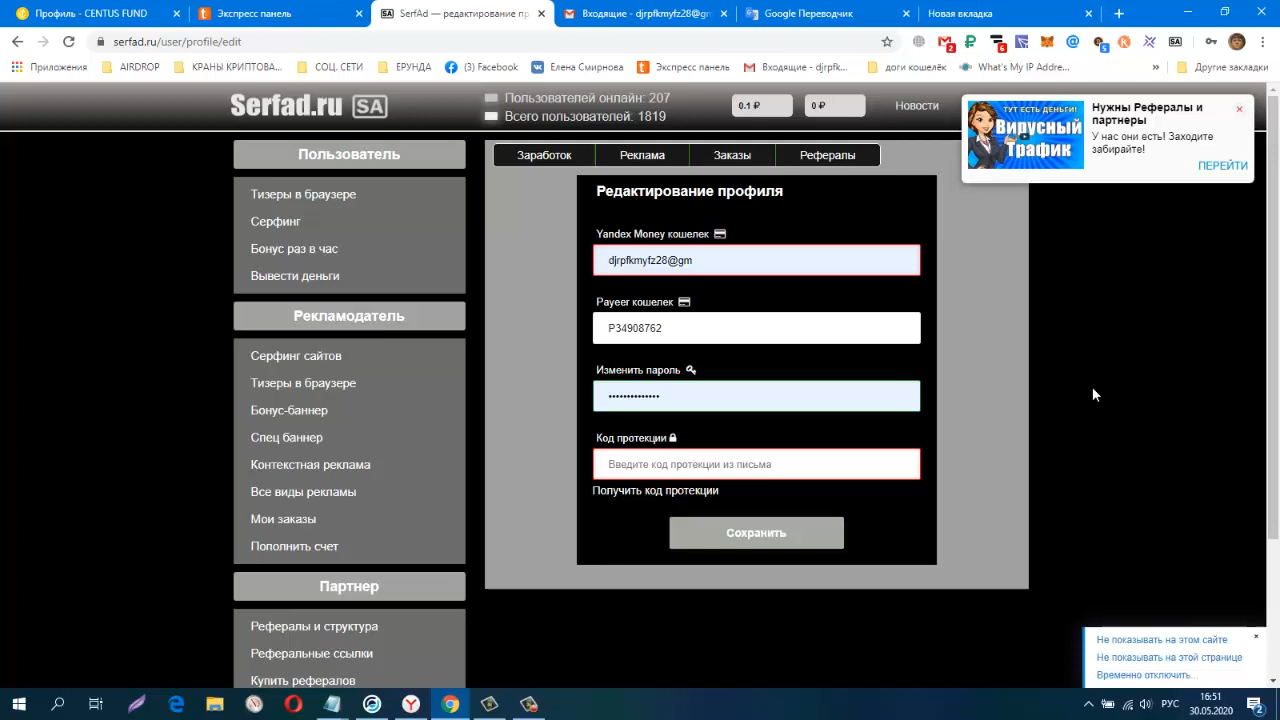 Профиль - CENTUS FUND
Экспресс панель
SerfAd — редактирование пр
Входящие - djrpfkmyfz28@gm
Google Переводчик
Новая вкладка
serfad.ru/user/profile/edit
2
6
5
SA
Приложения
AIRDROP
КРАНЫ КРИПТОВА...
СОЦ. СЕТИ
ЕРУНДА
(3) Facebook
Елена Смирнова
Экспресс панель
Входящие - djrpfk...
доги кошелёк
What's My IP Addre...
»
Другие закладки
Serfad.ru SA
Пользователей онлайн: 207
Всего пользователей: 1819
0.1 ₽
0 ₽
Новости
ТУТ ЕСТЬ ДЕНЬГИ!
Вирусный
Трафик
Нужны Рефералы и
партнеры
У нас они есть! Заходите
забирайте!
ПЕРЕЙТИ
Пользователь
Тизеры в браузере
Серфинг
Бонус раз в час
Вывести деньги
Рекламодатель
Серфинг сайтов
Тизеры в браузере
Бонус-баннер
Спец баннер
Контекстная реклама
Все виды рекламы
Мои заказы
Пополнить счет
Партнер
Рефералы и структура
Реферальные ссылки
Купить рефералов
Заработок
Реклама
Заказы
Рефералы
Редактирование профиля
Yandex Money кошелек
djrpfkmyfz28@gm
Payeer кошелек
P34908762
Изменить пароль
••••••••••••••
Код протекции
Введите код протекции из письма
Получить код протекции
Сохранить
Не показывать на этом сайте
Не показывать на этой странице
Временно отключить...
РУС
16:51
30.05.2020
2